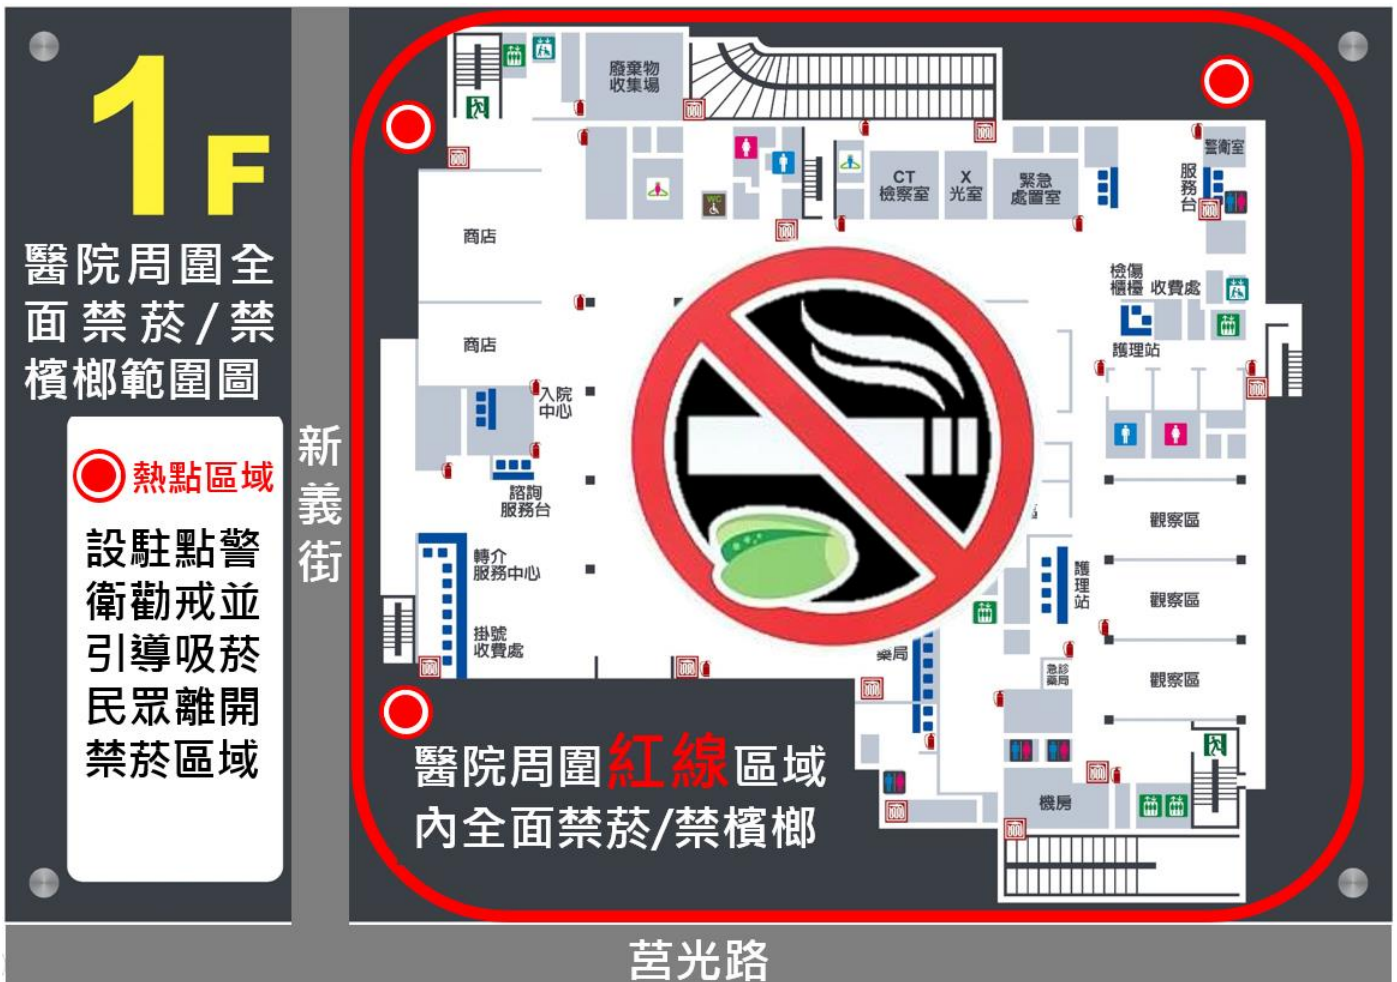 1F
醫院周圍全
面禁菸/禁
檳榔範圍圖
熱點區域
設駐點警
衛勸戒並
引導吸菸
民眾離開
禁菸區域
新義街
莒光路
廢棄物
收集場
商店
商店
WC
CT
檢察室
X
光室
緊急
處置室
警衛室
服務台
檢傷
櫃檯
收費處
護理站
入院
中心
諮詢
服務台
轉介
服務中心
掛號
收費處
觀察區
觀察區
觀察區
護理站
藥局
急診
藥局
機房
醫院周圍紅線區域
內全面禁菸/禁檳榔